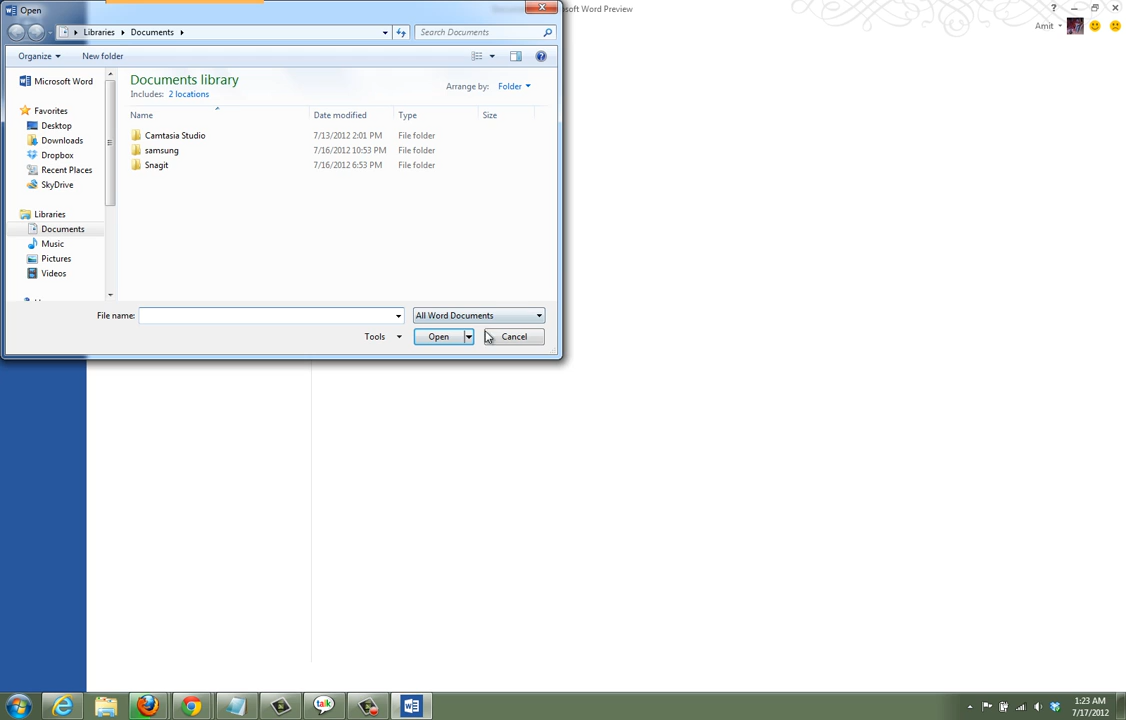 Open
Microsoft Word Preview
?
Libraries
Documents
Search Documents
Amit
Organize
New folder
Microsoft Word
Documents library
Includes: 2 locations
Arrange by: Folder
Name
Date modified
Type
Size
Favorites
Desktop
Downloads
Dropbox
Recent Places
SkyDrive
Libraries
Documents
Music
Pictures
Videos
Camtasia Studio
7/13/2012 2:01 PM
File folder
samsung
7/16/2012 10:53 PM
File folder
Snagit
7/16/2012 6:53 PM
File folder
File name:
All Word Documents
Tools
Open
Cancel
talk
1:23 AM
7/17/2012